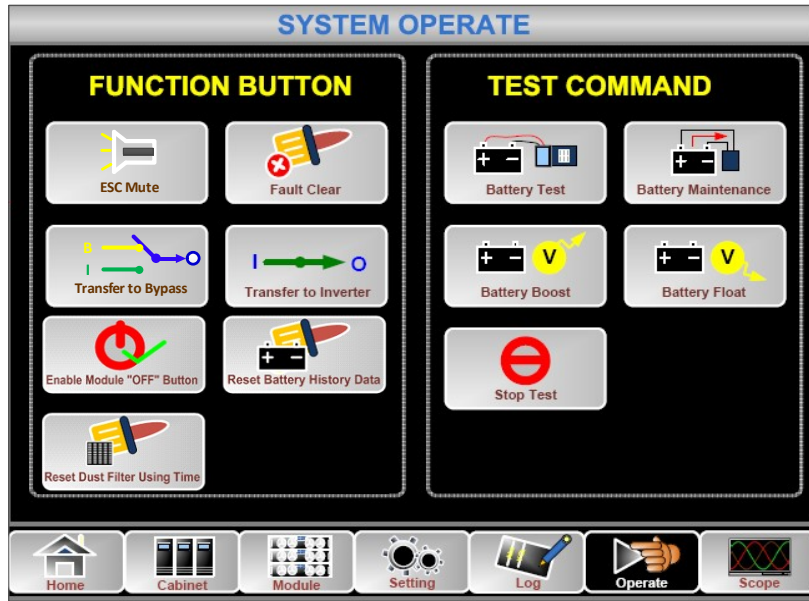 SYSTEM OPERATE
FUNCTION BUTTON
ESC Mute
Fault Clear
B
I
Transfer to Bypass
I O
Transfer to Inverter
Enable Module "OFF" Button
Reset Battery History Data
Reset Dust Filter Using Time
TEST COMMAND
+ -
Battery Test
+ -
Battery Maintenance
+ - V
Battery Boost
+ - V
Battery Float
Stop Test
Home
Cabinet
Module
Setting
Log
Operate
Scope